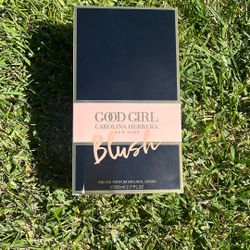 GOOD GIRL
CAROLINA HERRERA
NEW YORK
Blush
EAU DE PARFUM NATURAL SPRAY
80ml 2.7 FL.OZ